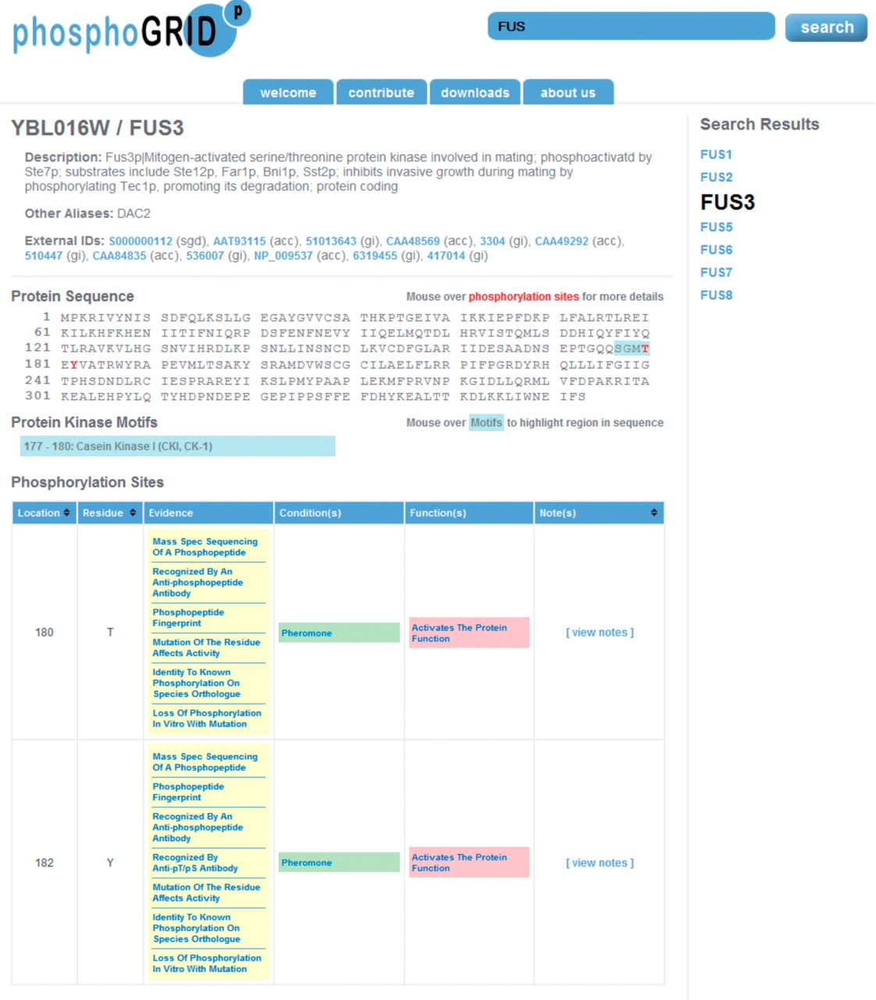 phosphoGRID p
FUS
search
welcome
contribute
downloads
about us
YBL016W / FUS3
Description: Fus3p|Mitogen-activated serine/threonine protein kinase involved in mating; phosphoactivatd by
Ste7p; substrates include Ste12p, Far1p, Bni1p, Sst2p; inhibits invasive growth during mating by
phosphorylating Tec1p, promoting its degradation; protein coding
Other Aliases: DAC2
External IDs: S000000112 (sgd), AAT93115 (acc), 51013643 (gi), CAA48569 (acc), 3304 (gi), CAA49292 (acc),
510447 (gi), CAA84835 (acc), 536007 (gi), NP_009537 (acc), 6319455 (gi), 417014 (gi)
Search Results
FUS1
FUS2
FUS3
FUS5
FUS6
FUS7
FUS8
Protein Sequence
Mouse over phosphorylation sites for more details
1 MPKRIVYNIS SDFQLKSLLG EGAYGVVCSA THKPTGEIVA IKKIEPFDKP LFALRTLREI
61 KILKHFKHEN IITIFNIQRP DSFENFNEVY IIQELMQTDL HRVISTQMLS DDHIQYFIYQ
121 TLRAVKVLHG SNVIHRDLKP SNLLINSNCD LKVCDFGLAR IIDESAADNS EPTGQQSGMT
181 EYVATRWYRA PEVMLTSAKY SRAMDVWSCG CILAELFLRR PIFPGRDYRH QLLLIFGIIG
241 TPHSDNDLRC IESPRAREYI KSLPMYPAAP LEKMFPRVNP KGIDLLQRML VFDPAKRITA
301 KEALEHPYLQ TYHDPNDEPE GEPIPPSFFE FDHYKEALTT KDLKKLIWNE IFS
Protein Kinase Motifs
Mouse over Motifs to highlight region in sequence
177 - 180: Casein Kinase I (CKI, CK-1)
Phosphorylation Sites
Location Residue Evidence Condition(s) Function(s) Note(s)
Mass Spec Sequencing
Of A Phosphopeptide
Recognized By An
Anti-phosphopeptide
Antibody
Phosphopeptide
Fingerprint
180 T
Pheromone
Activates The Protein
Function
[ view notes ]
Mutation Of The Residue
Affects Activity
Identity To Known
Phosphorylation On
Species Orthologue
Loss Of Phosphorylation
In Vitro With Mutation
Mass Spec Sequencing
Of A Phosphopeptide
Phosphopeptide
Fingerprint
Recognized By An
Anti-phosphopeptide
Antibody
182 Y
Recognized By
Anti-pT/pS Antibody
Pheromone
Activates The Protein
Function
[ view notes ]
Mutation Of The Residue
Affects Activity
Identity To Known
Phosphorylation On
Species Orthologue
Loss Of Phosphorylation
In Vitro With Mutation